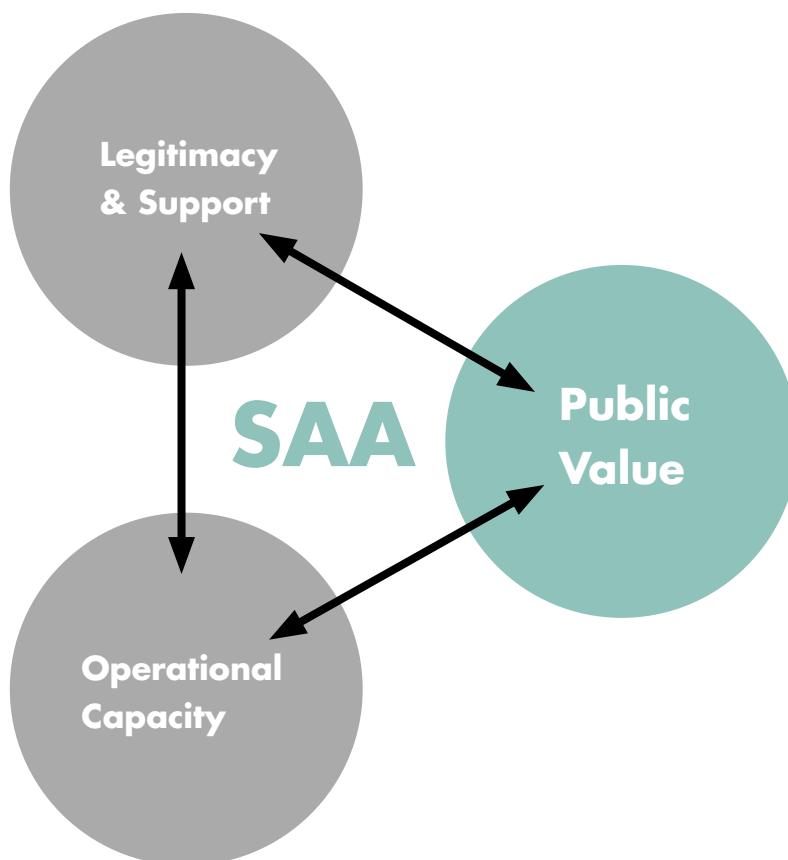 Legitimacy
& Support
SAA
Public
Value
Operational
Capacity